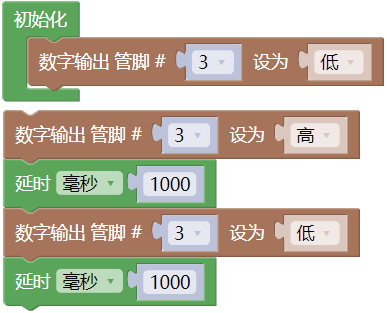 初始化
数字输出 管脚 # 3 设为 低
数字输出 管脚 # 3 设为 高
延时 毫秒 1000
数字输出 管脚 # 3 设为 低
延时 毫秒 1000